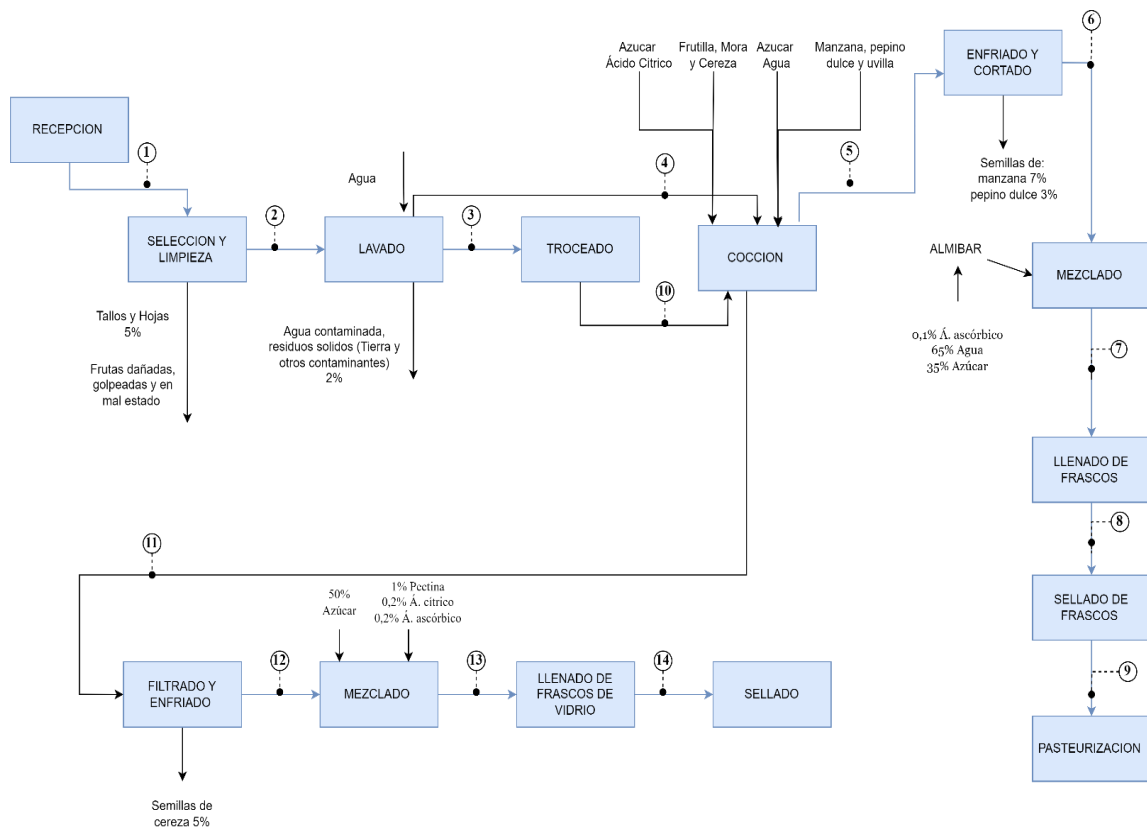 Azucar
Ácido Citrico
Frutilla, Mora
y Cereza
Azucar
Agua
Manzana, pepino
dulce y uvilla
ENFRIADO Y
CORTADO
6
RECEPCION
1
Agua
4
5
Semillas de:
manzana 7%
pepino dulce 3%
SELECCION Y
LIMPIEZA
2
LAVADO
3
TROCEADO
COCCION
ALMIBAR
MEZCLADO
10
Tallos y Hojas
5%
Frutas dañadas,
golpeadas y en
mal estado
Agua contaminada,
residuos solidos (Tierra y
otros contaminantes)
2%
0,1% Á. ascórbico
65% Agua
35% Azúcar
7
LLENADO DE
FRASCOS
8
11
SELLADO DE
FRASCOS
50%
Azúcar
1% Pectina
0,2% Á. cítrico
0,2% Á. ascórbico
9
FILTRADO Y
ENFRIADO
12
MEZCLADO
13
LLENADO DE
FRASCOS DE
VIDRIO
14
SELLADO
PASTEURIZACION
Semillas de
cereza 5%